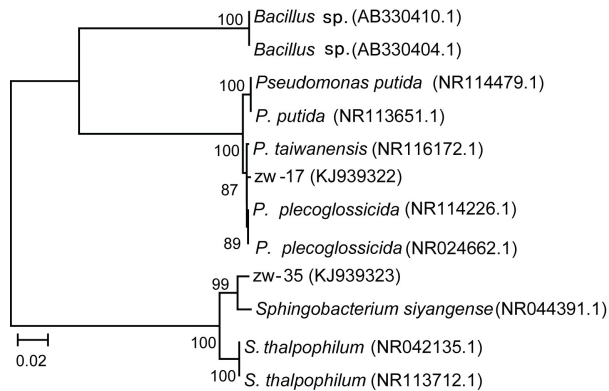 100 Bacillus sp. (AB330410.1)
Bacillus sp. (AB330404.1)
100 Pseudomonas putida (NR114479.1)
P. putida (NR113651.1)
100 P. taiwanensis (NR116172.1)
zw-17 (KJ939322)
87
P. plecoglossicida (NR114226.1)
89 P. plecoglossicida (NR024662.1)
99 zw-35 (KJ939323)
Sphingobacterium siyangense (NR044391.1)
100 S. thalpophilum (NR042135.1)
0.02
100 S. thalpophilum (NR113712.1)